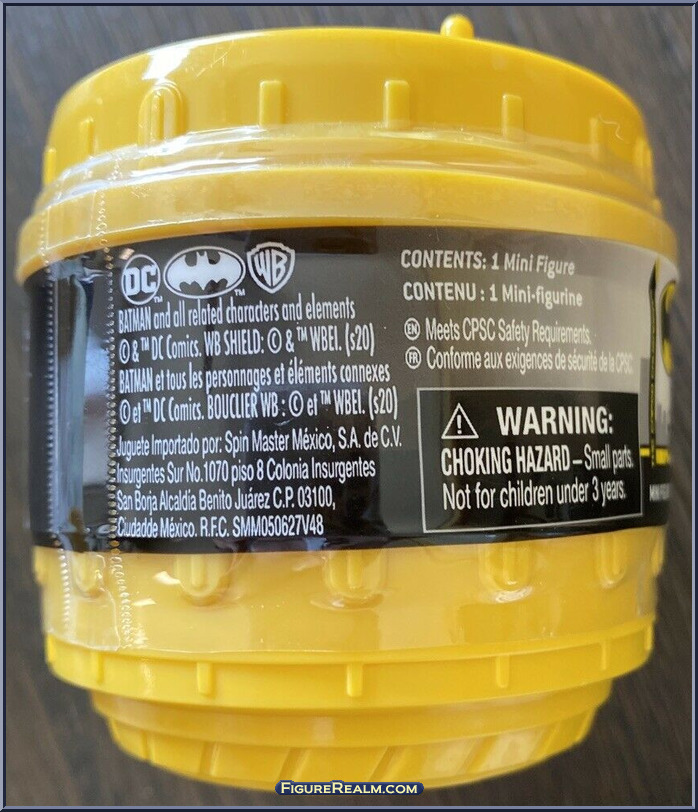 DC
TM
TM
WB
BATMAN and all related characters and elements
© & ™ DC Comics. WB SHIELD: © & ™ WBEI. (s20)
BATMAN et tous les personnages et éléments connexes
© et ™ DC Comics. BOUCLIER WB : © et ™ WBEI. (s20)
Juguete Importado por: Spin Master México, S.A. de C.V.
Insurgentes Sur No.1070 piso 8 Colonia Insurgentes
San Borja Alcaldía Benito Juárez C.P. 03100,
Ciudadde México. R.F.C. SMM050627V48
CONTENTS: 1 Mini Figure
CONTENU : 1 Mini-figurine
EN Meets CPSC Safety Requirements.
FR Conforme aux exigences de sécurité de la CPSC.
WARNING:
CHOKING HAZARD – Small parts.
Not for children under 3 years.
MINI
FigureRealm.com